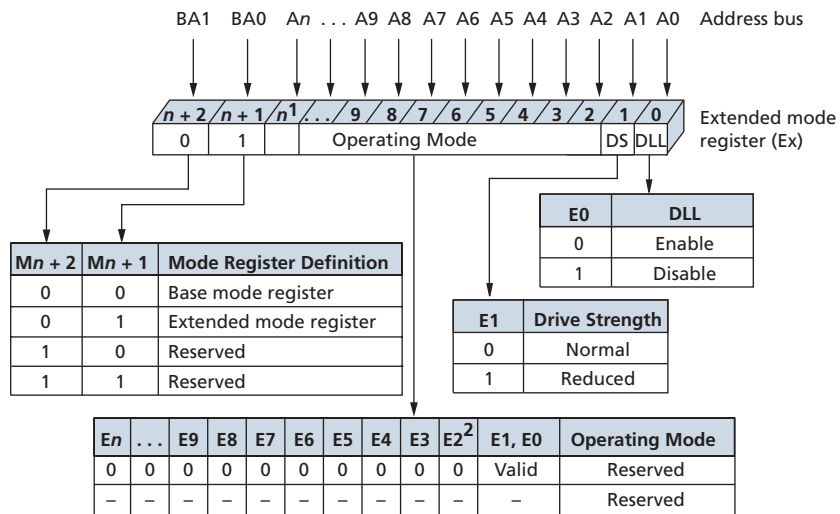 BA1 BA0 An ... A9 A8 A7 A6 A5 A4 A3 A2 A1 A0 Address bus
n + 2 n + 1 n1 . . . 9 8 7 6 5 4 3 2 1 0
0 1 Operating Mode DS DLL
Extended mode
register (Ex)
E0 DLL
0 Enable
1 Disable
Mn + 2 Mn + 1 Mode Register Definition
0 0 Base mode register
0 1 Extended mode register
1 0 Reserved
1 1 Reserved
E1 Drive Strength
0 Normal
1 Reduced
En . . . E9 E8 E7 E6 E5 E4 E3 E2² E1, E0 Operating Mode
0 0 0 0 0 0 0 0 0 0 Valid Reserved
– – – – – – – – – – – Reserved